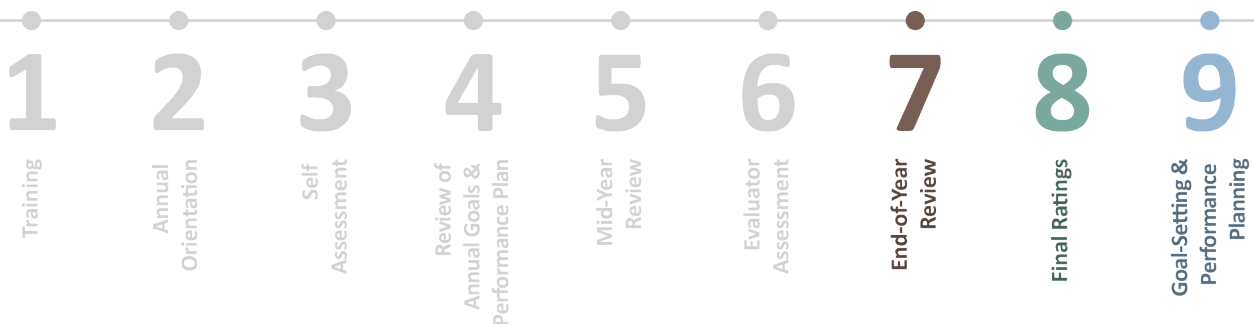 1
2
3
4
5
6
7
8
9
Training
Annual
Orientation
Self
Assessment
Review of
Annual Goals &
Performance Plan
Mid-Year
Review
Evaluator
Assessment
End-of-Year
Review
Final Ratings
Goal-Setting &
Performance
Planning